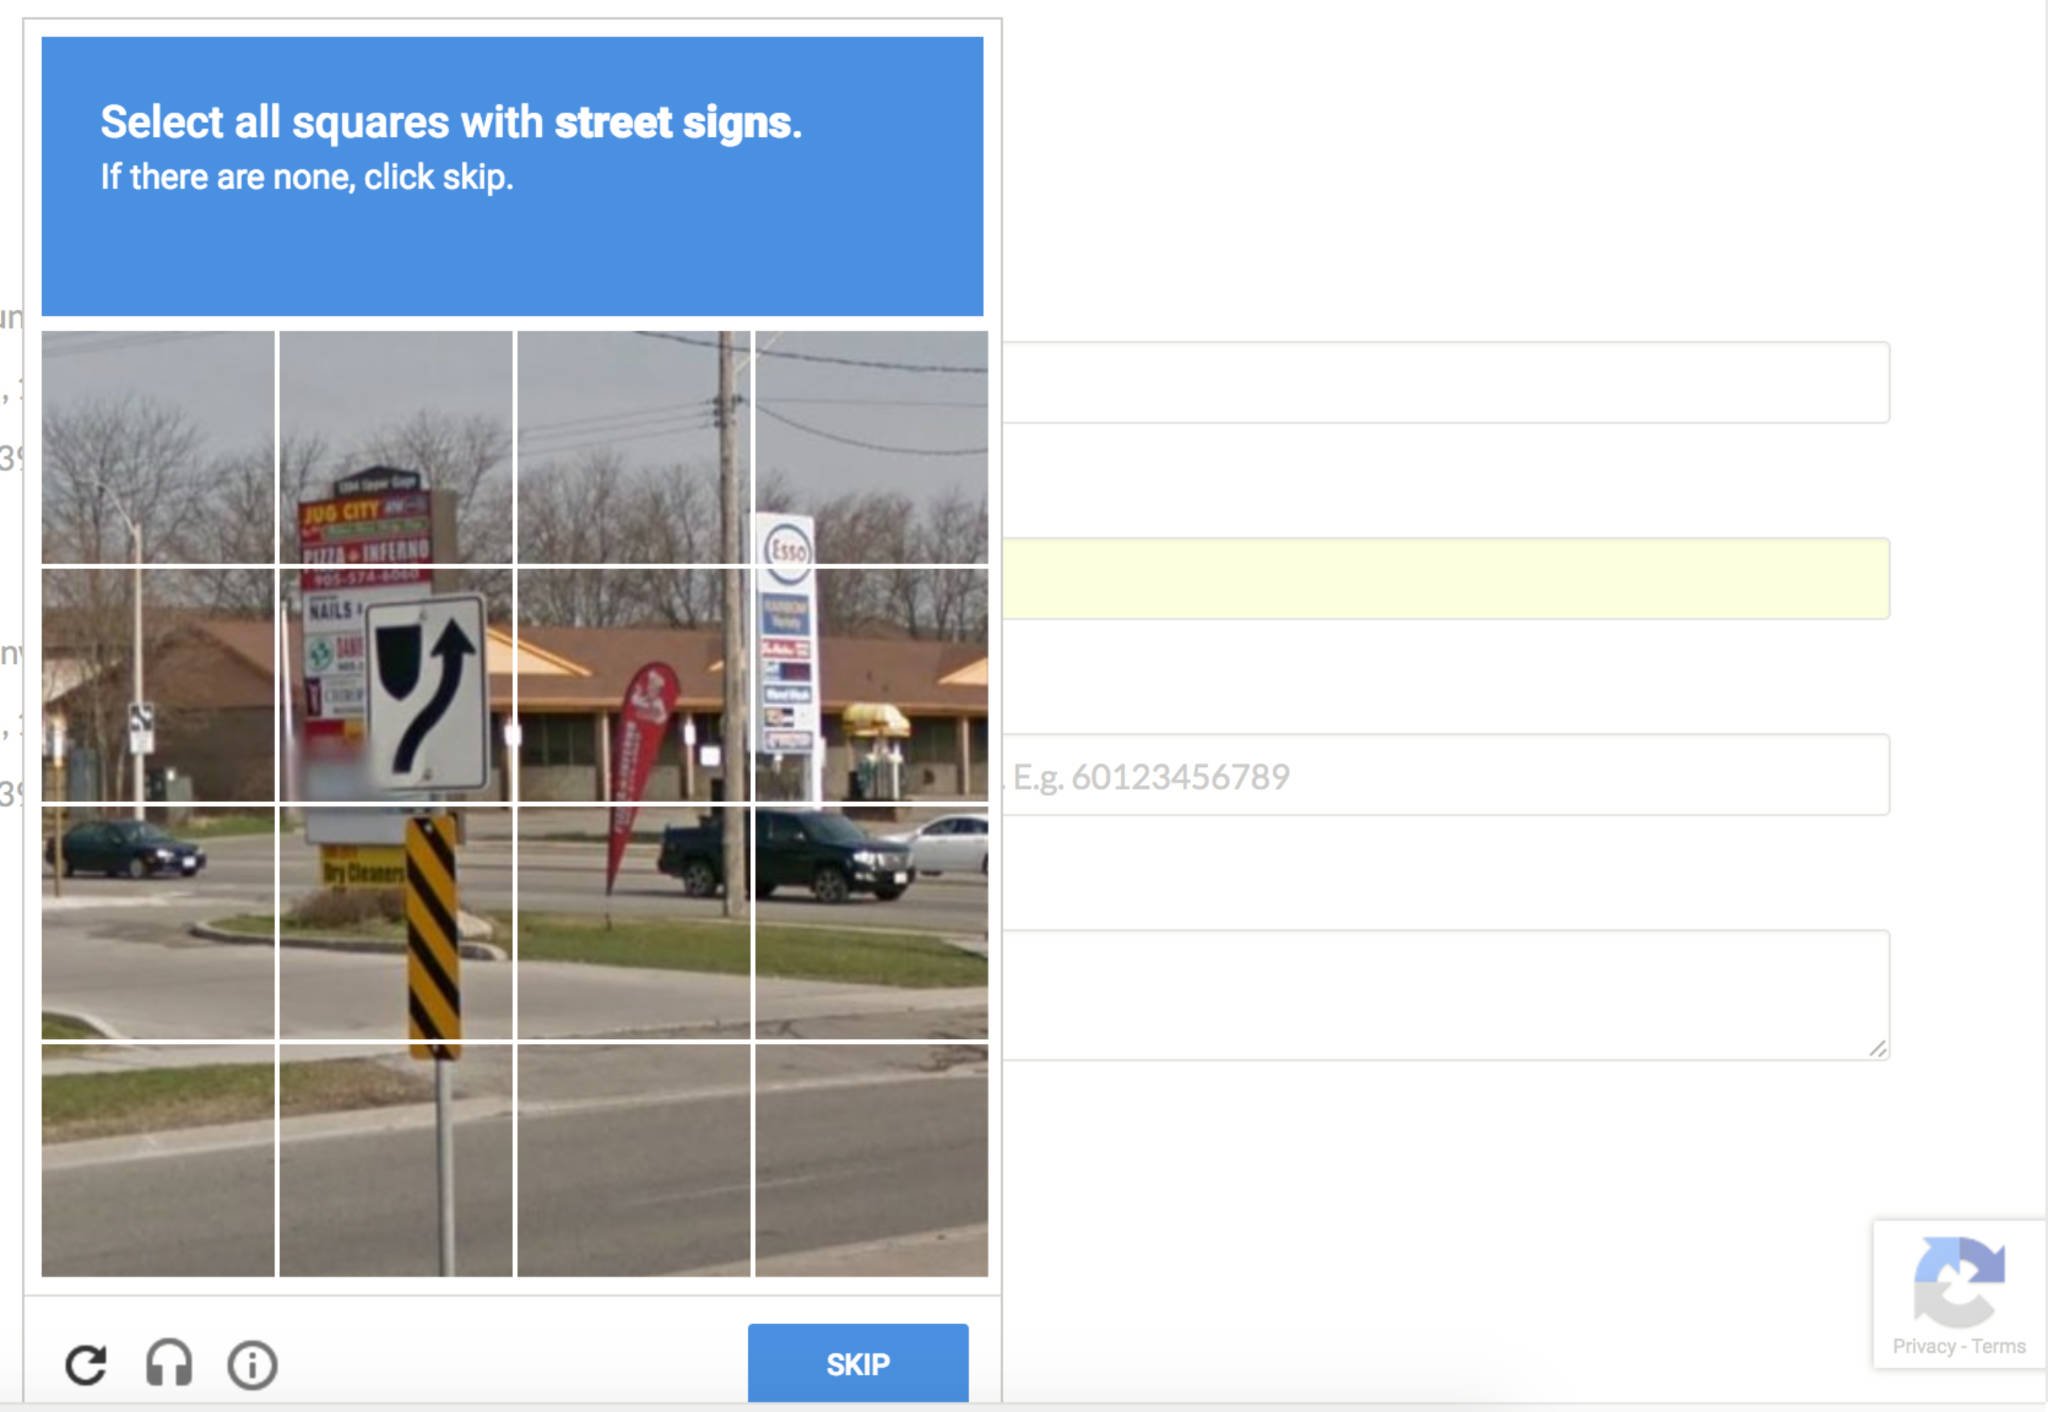 un
Select all squares with street signs.
If there are none, click skip.
JUG CITY
PIZZA INFERNO
905-574-6060
NAILS &
Esso
Dry Cleaners
. E.g. 60123456789
SKIP
Privacy - Terms